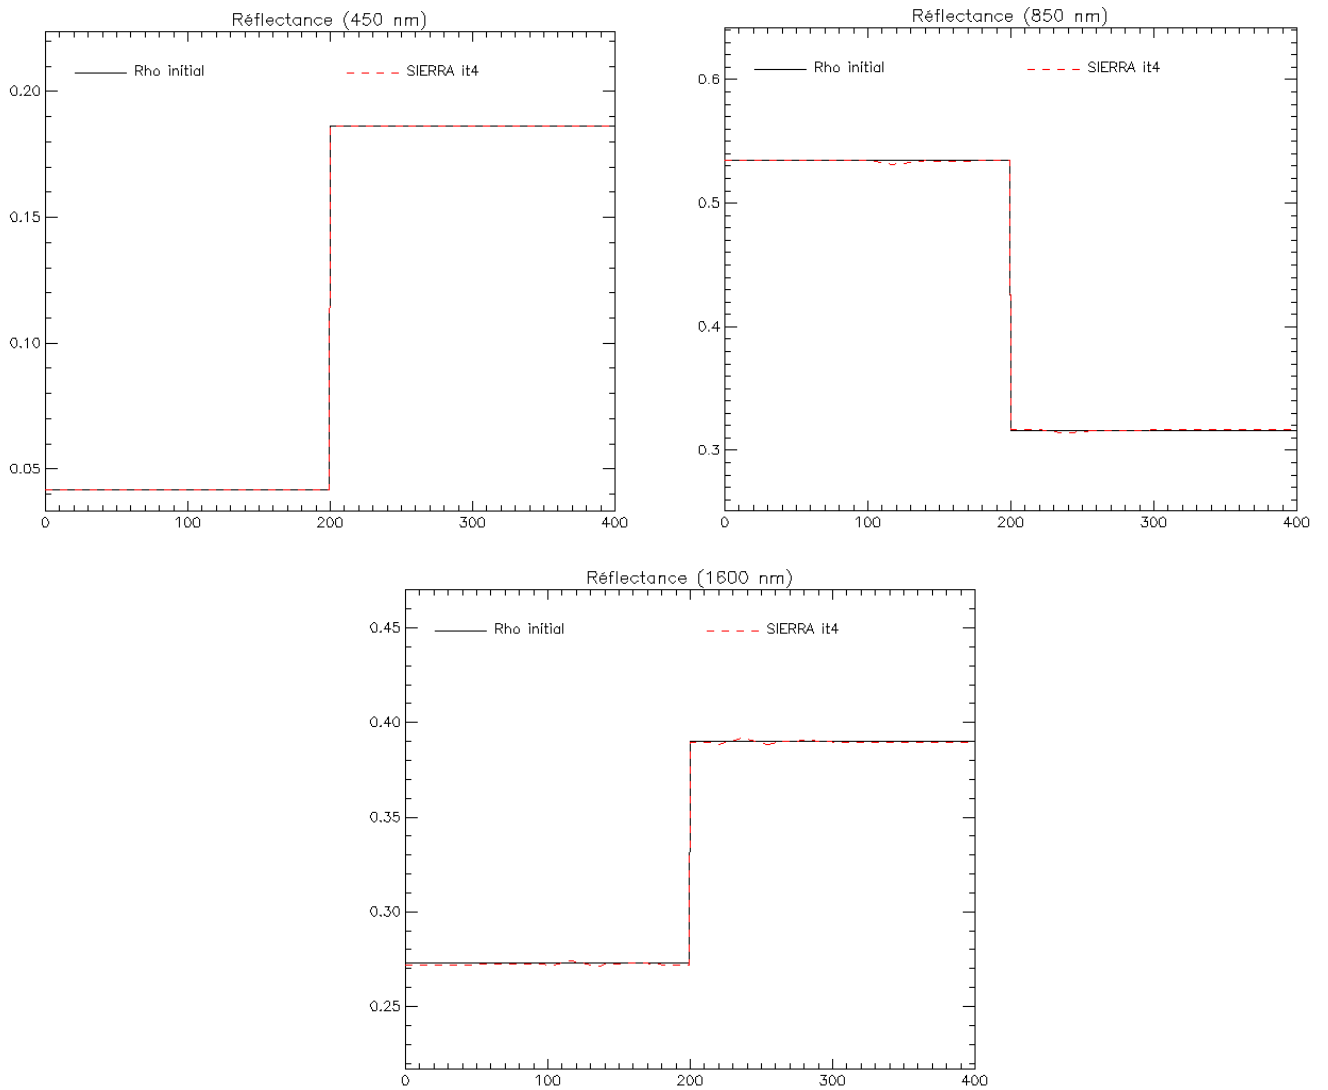 Réflectance (450 nm)
Rho initial
SIERRA it4
0.20
0.15
0.10
0.05
0 100 200 300 400
Réflectance (850 nm)
Rho initial
SIERRA it4
0.6
0.5
0.4
0.3
0 100 200 300 400
Réflectance (1600 nm)
Rho initial
SIERRA it4
0.45
0.40
0.35
0.30
0.25
0 100 200 300 400